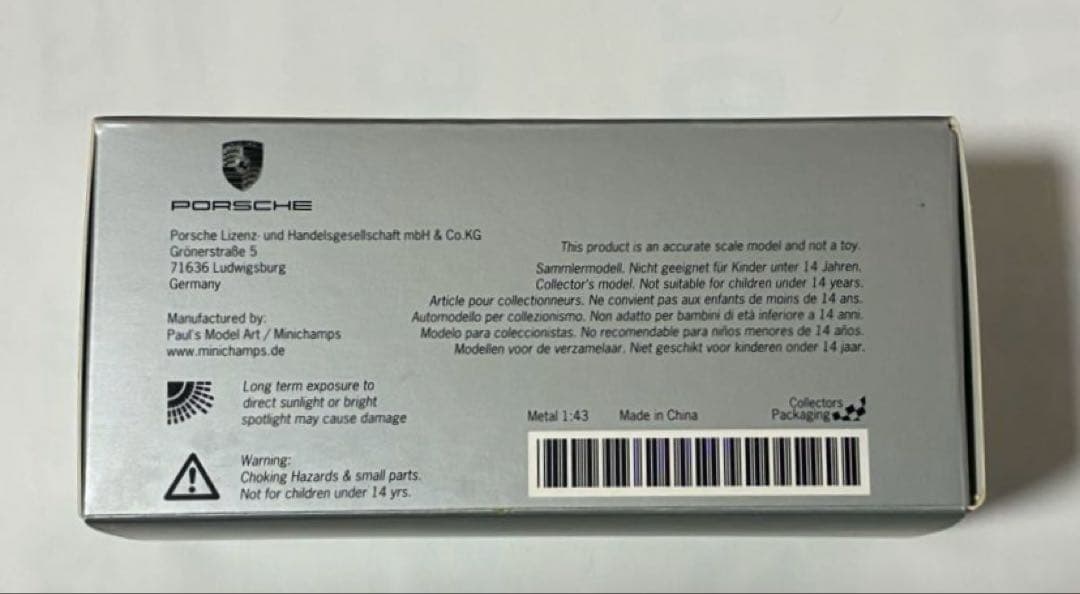 PORSCHE
Porsche Lizenz- und Handelsgesellschaft mbH & Co.KG
Grönerstraße 5
71636 Ludwigsburg
Germany
Manufactured by:
Paul's Model Art / Minichamps
www.minichamps.de
Long term exposure to
direct sunlight or bright
spotlight may cause damage
Warning:
Choking Hazards & small parts.
Not for children under 14 yrs.
This product is an accurate scale model and not a toy.
Sammlermodell. Nicht geeignet für Kinder unter 14 Jahren.
Collector's model. Not suitable for children under 14 years.
Article pour collectionneurs. Ne convient pas aux enfants de moins de 14 ans.
Automodello per collezionismo. Non adatto per bambini di età inferiore a 14 anni.
Modelo para coleccionistas. No recomendable para niños menores de 14 años.
Modellen voor de verzamelaar. Niet geschikt voor kinderen onder 14 jaar.
Metal 1:43
Made in China
Collectors
Packaging